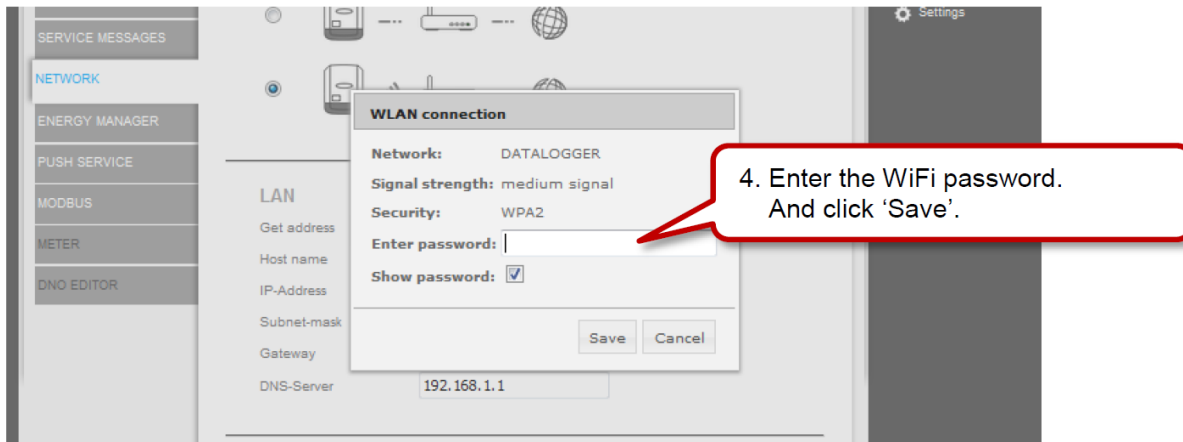 Settings
SERVICE MESSAGES
NETWORK
ENERGY MANAGER
PUSH SERVICE
MODBUS
METER
DNO EDITOR
WLAN connection
Network: DATALOGGER
Signal strength: medium signal
Security: WPA2
Enter password:
Show password:
Save Cancel
4. Enter the WiFi password.
And click ‘Save’.
LAN
Get address
Host name
IP-Address
Subnet-mask
Gateway
DNS-Server 192.168.1.1